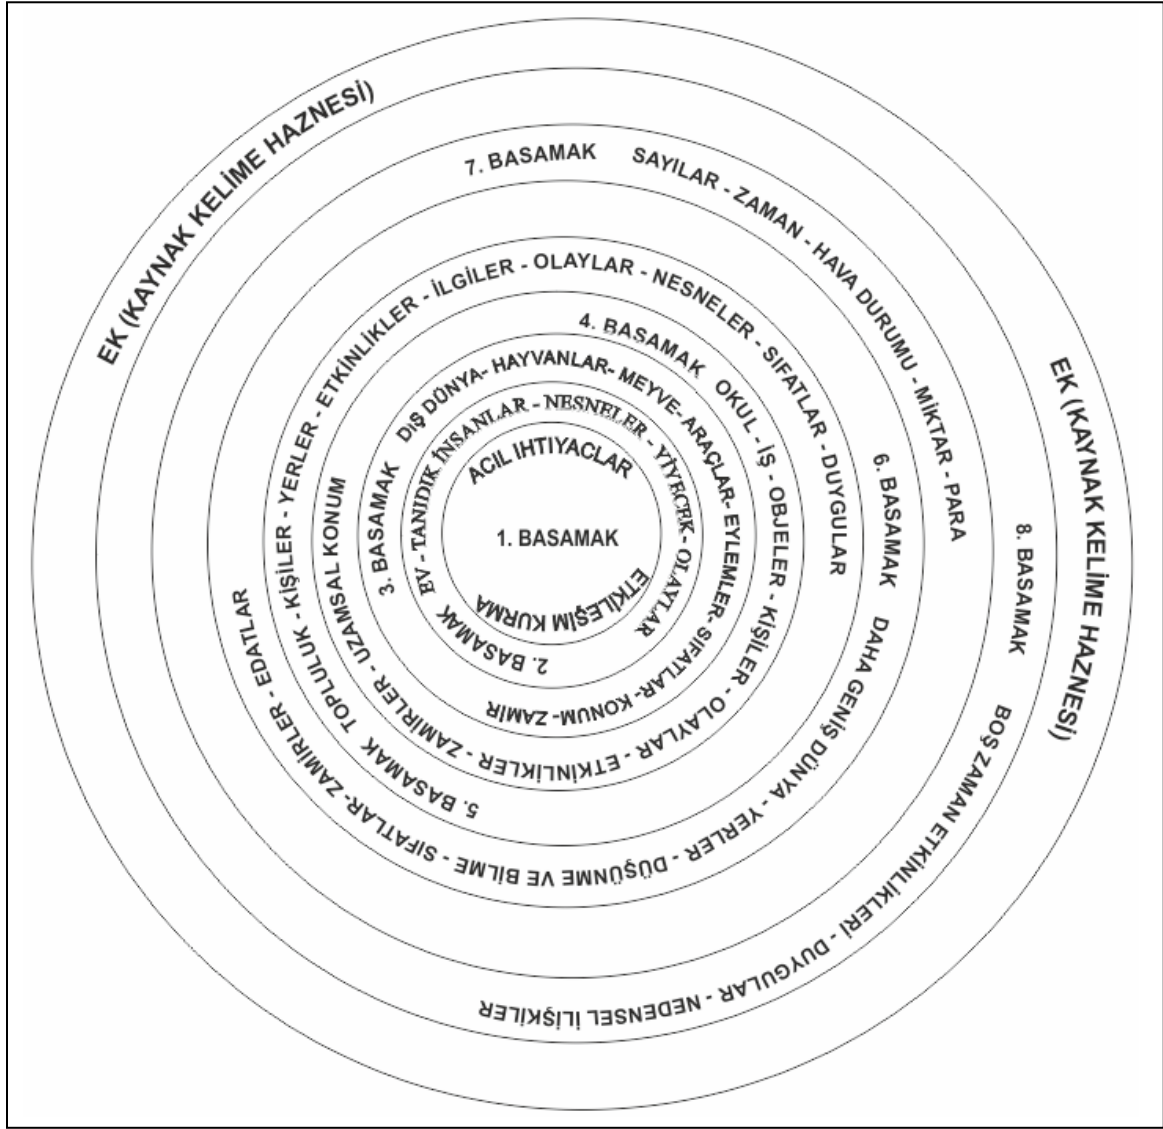 ACIL IHTIYACLAR
1. BASAMAK
ETKİLEŞİM KURMA
2. BASAMAK EV - TANIDIK İNSANLAR - NESNELER - YİYECEK - OLAYLAR
3. BASAMAK DIŞ DÜNYA- HAYVANLAR- MEYVE- ARAÇLAR- EYLEMLER- SIFATLAR- KONUM- ZAMİR
4. BASAMAK OKUL - İŞ - OBJELER - KİŞİLER - OLAYLAR - ETKİNLİKLER - ZAMİRLER - UZAMSAL KONUM
5. BASAMAK TOPLULUK - KİŞİLER - YERLER - ETKİNLİKLER - İLGİLER - OLAYLAR - NESNELER - SIFATLAR - DUYGULAR
6. BASAMAK DAHA GENİŞ DÜNYA - YERLER - DÜŞÜNME VE BİLME - SIFATLAR- ZAMİRLER - EDATLAR
7. BASAMAK SAYILAR - ZAMAN - HAVA DURUMU - MİKTAR - PARA
8. BASAMAK BOŞ ZAMAN ETKİNLİKLERİ - DUYGULAR - NEDENSEL İLİŞKİLER
EK (KAYNAK KELİME HAZNESİ)
EK (KAYNAK KELİME HAZNESİ)